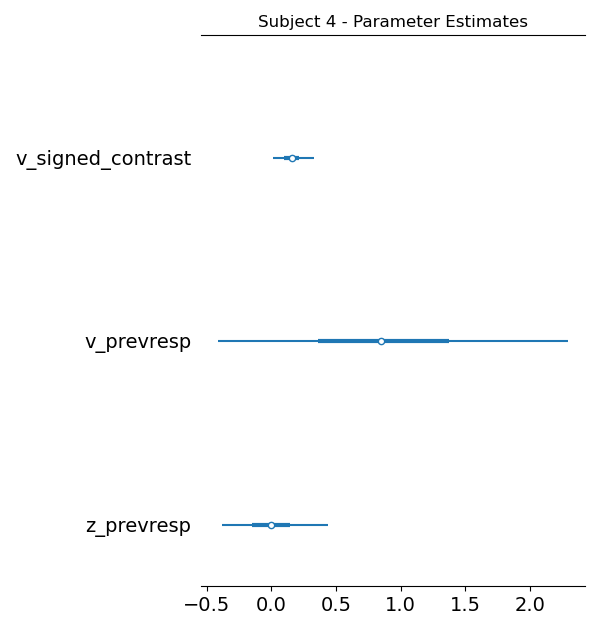 Subject 4 - Parameter Estimates
v_signed_contrast
v_prevresp
z_prevresp
−0.5 0.0 0.5 1.0 1.5 2.0